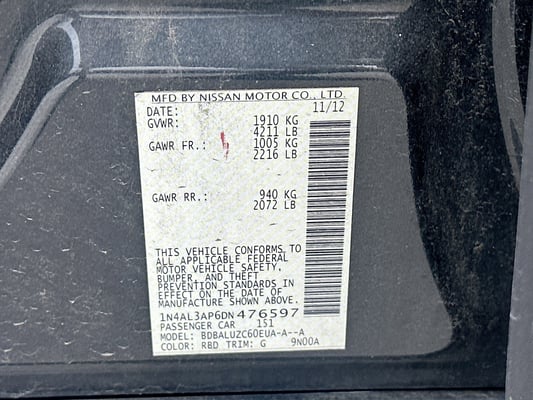 MFD BY NISSAN MOTOR CO., LTD.
DATE: 11/12
GVWR: 1910 KG
4211 LB
GAWR FR.: 1005 KG
2216 LB
GAWR RR.: 940 KG
2072 LB
THIS VEHICLE CONFORMS TO
ALL APPLICABLE FEDERAL
MOTOR VEHICLE SAFETY,
BUMPER, AND THEFT
PREVENTION STANDARDS IN
EFFECT ON THE DATE OF
MANUFACTURE SHOWN ABOVE.
1N4AL3AP6DN476597
PASSENGER CAR 1S1
MODEL: BDBALUZC60EUA-A--A
COLOR: RBD TRIM: G 9N00A